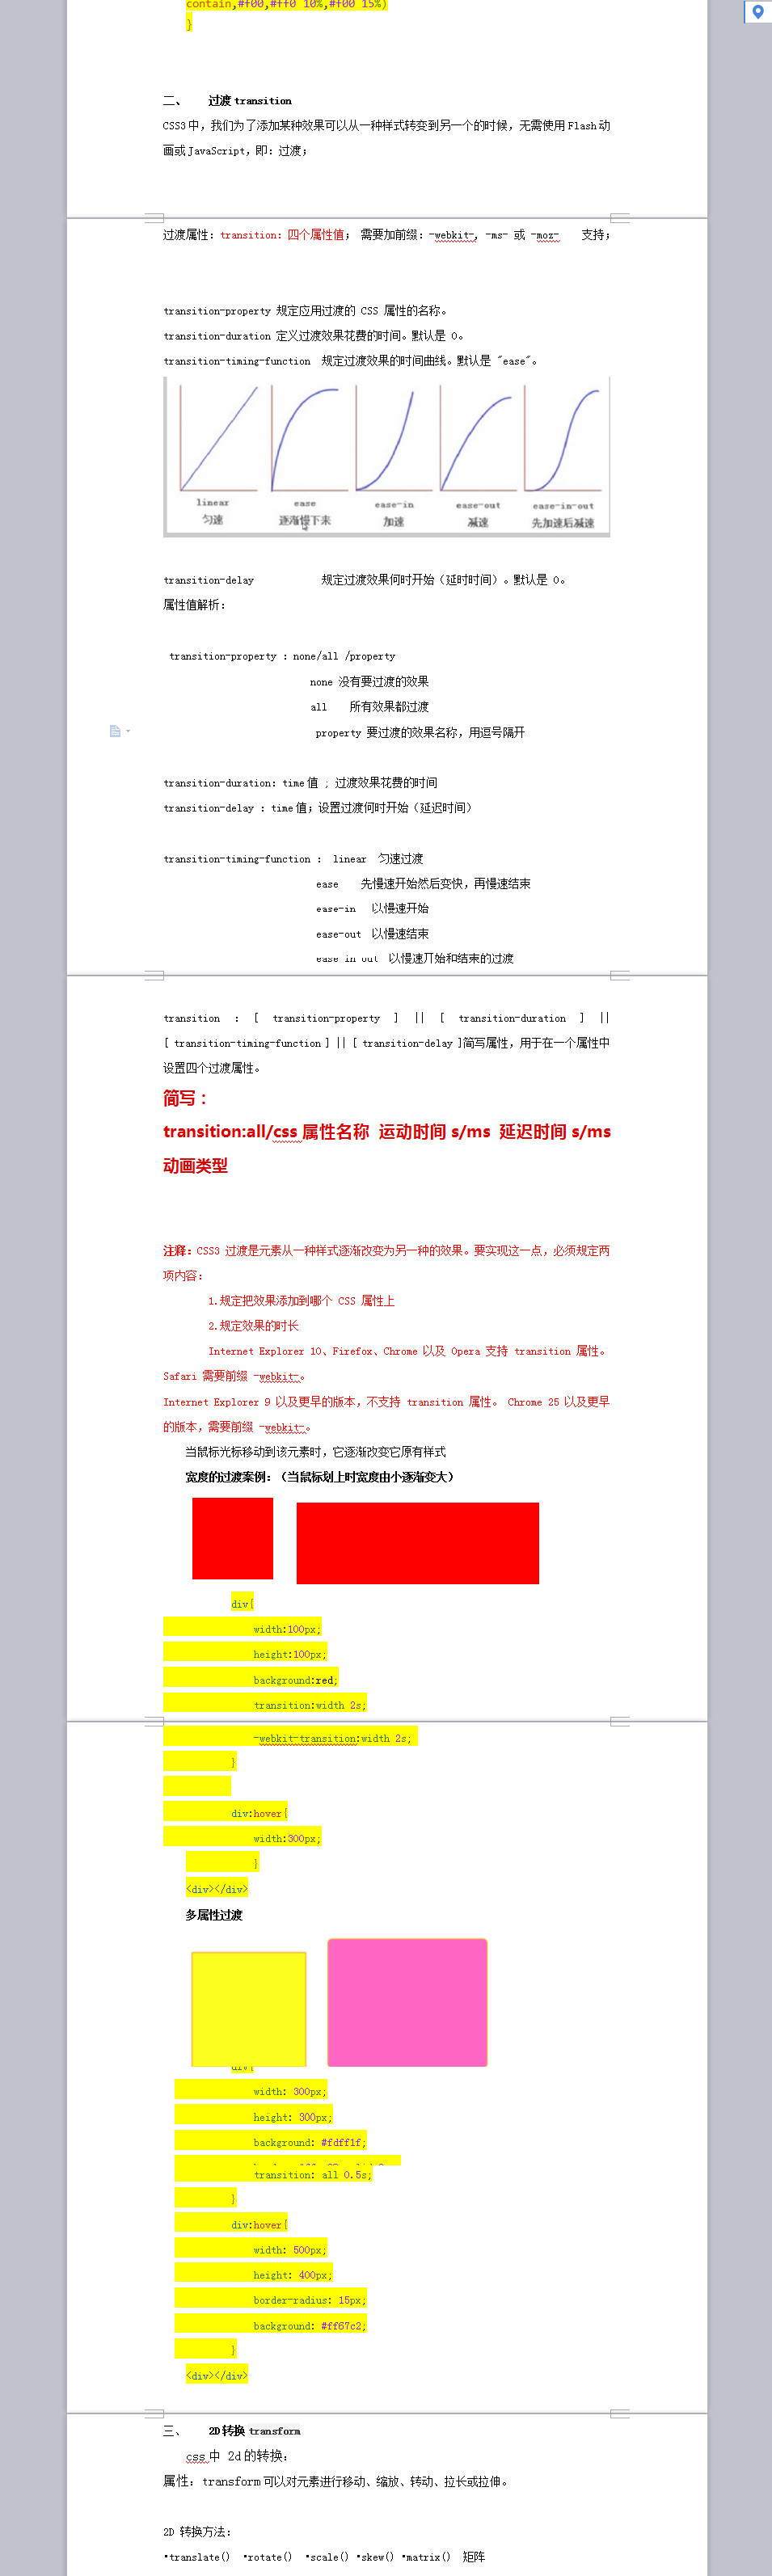 contain,#f00,#ff0 10%,#f00 15%)
}
二、 过渡 transition
CSS3 中，我们为了添加某种效果可以从一种样式转变到另一个的时候，无需使用 Flash 动
画或 JavaScript，即：过渡；
过渡属性：transition: 四个属性值； 需要加前缀：-webkit-, -ms- 或 -moz- 支持；
transition-property 规定应用过渡的 CSS 属性的名称。
transition-duration 定义过渡效果花费的时间。默认是 0。
transition-timing-function 规定过渡效果的时间曲线。默认是 "ease"。
linear ease ease-in ease-out ease-in-out
匀速 逐渐慢下来 加速 减速 先加速后减速
transition-delay 规定过渡效果何时开始（延时时间）。默认是 0。
属性值解析：
transition-property : none/all /property
none 没有要过渡的效果
all 所有效果都过渡
property 要过渡的效果名称，用逗号隔开
transition-duration: time 值 ; 过渡效果花费的时间
transition-delay : time 值；设置过渡何时开始（延迟时间）
transition-timing-function : linear 匀速过渡
ease 先慢速开始然后变快，再慢速结束
ease-in 以慢速开始
ease-out 以慢速结束
ease in out 以慢速开始和结束的过渡
transition : [ transition-property ] || [ transition-duration ] ||
[ transition-timing-function ] || [ transition-delay ]简写属性，用于在一个属性中
设置四个过渡属性。
简写：
transition:all/css 属性名称 运动时间 s/ms 延迟时间 s/ms
动画类型
注释：CSS3 过渡是元素从一种样式逐渐改变为另一种的效果。要实现这一点，必须规定两
项内容：
1.规定把效果添加到哪个 CSS 属性上
2.规定效果的时长
Internet Explorer 10、Firefox、Chrome 以及 Opera 支持 transition 属性。
Safari 需要前缀 -webkit-。
Internet Explorer 9 以及更早的版本，不支持 transition 属性。 Chrome 25 以及更早
的版本，需要前缀 -webkit-。
当鼠标光标移动到该元素时，它逐渐改变它原有样式
宽度的过渡案例：（当鼠标划上时宽度由小逐渐变大）
div{
width:100px;
height:100px;
background:red;
transition:width 2s;
-webkit-transition:width 2s;
}
div:hover{
width:300px;
}
<div></div>
多属性过渡
div{
width: 300px;
height: 300px;
background: #fdff1f;
transition: all 0.5s;
}
div:hover{
width: 500px;
height: 400px;
border-radius: 15px;
background: #ff67c2;
}
<div></div>
三、 2D 转换 transform
css 中 2d 的转换：
属性：transform 可以对元素进行移动、缩放、转动、拉长或拉伸。
2D 转换方法：
•translate() •rotate() •scale() •skew() •matrix() 矩阵